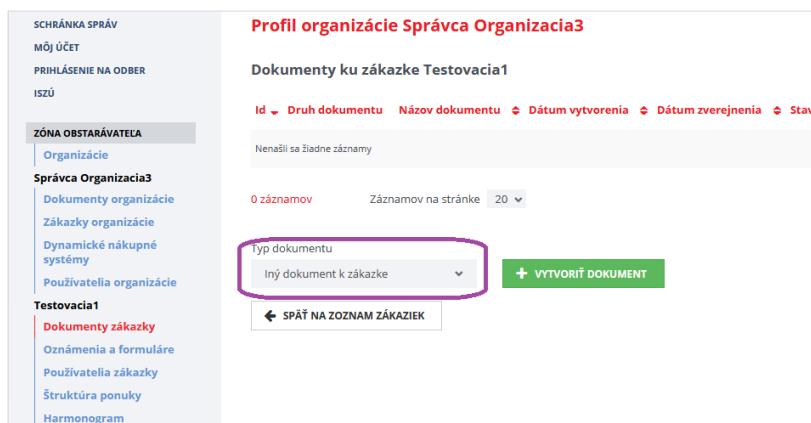 SCHRÁNKA SPRÁV
MÔJ ÚČET
PRIHLÁSENIE NA ODBER
ISZÚ
ZÓNA OBSTARÁVATEĽA
Organizácie
Správca Organizacia3
Dokumenty organizácie
Zákazky organizácie
Dynamické nákupné
systémy
Používatelia organizácie
Testovacia1
Dokumenty zákazky
Oznámenia a formuláre
Používatelia zákazky
Štruktúra ponuky
Harmonogram
Profil organizácie Správca Organizacia3
Dokumenty ku zákazke Testovacia1
Id Druh dokumentu Názov dokumentu Dátum vytvorenia Dátum zverejnenia Stav
Nenašli sa žiadne záznamy
0 záznamov Záznamov na stránke 20
Typ dokumentu
Iný dokument k zákazke + VYTVORIŤ DOKUMENT
SPÄŤ NA ZOZNAM ZÁKAZIEK